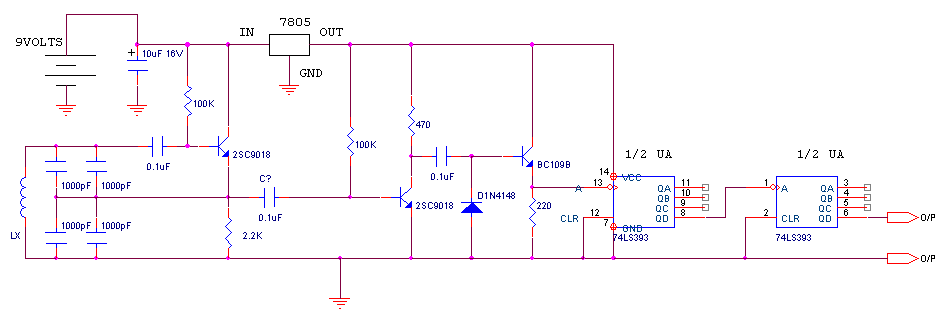 7805
IN
OUT
GND
9VOLTS
+
10uF 16V
100K
470
100K
2SC9018
0.1uF
0.1uF
BC109B
1/2 UA
1/2 UA
1000pF
1000pF
C?
0.1uF
2SC9018
D1N4148
220
14
VCC
A
13
QA
11
QB
10
QC
9
QD
8
CLR
12
7
GND
74LS393
1
A
QA
3
QB
4
QC
5
QD
6
2
CLR
74LS393
O/P
1000pF
1000pF
LX
2.2K
O/P